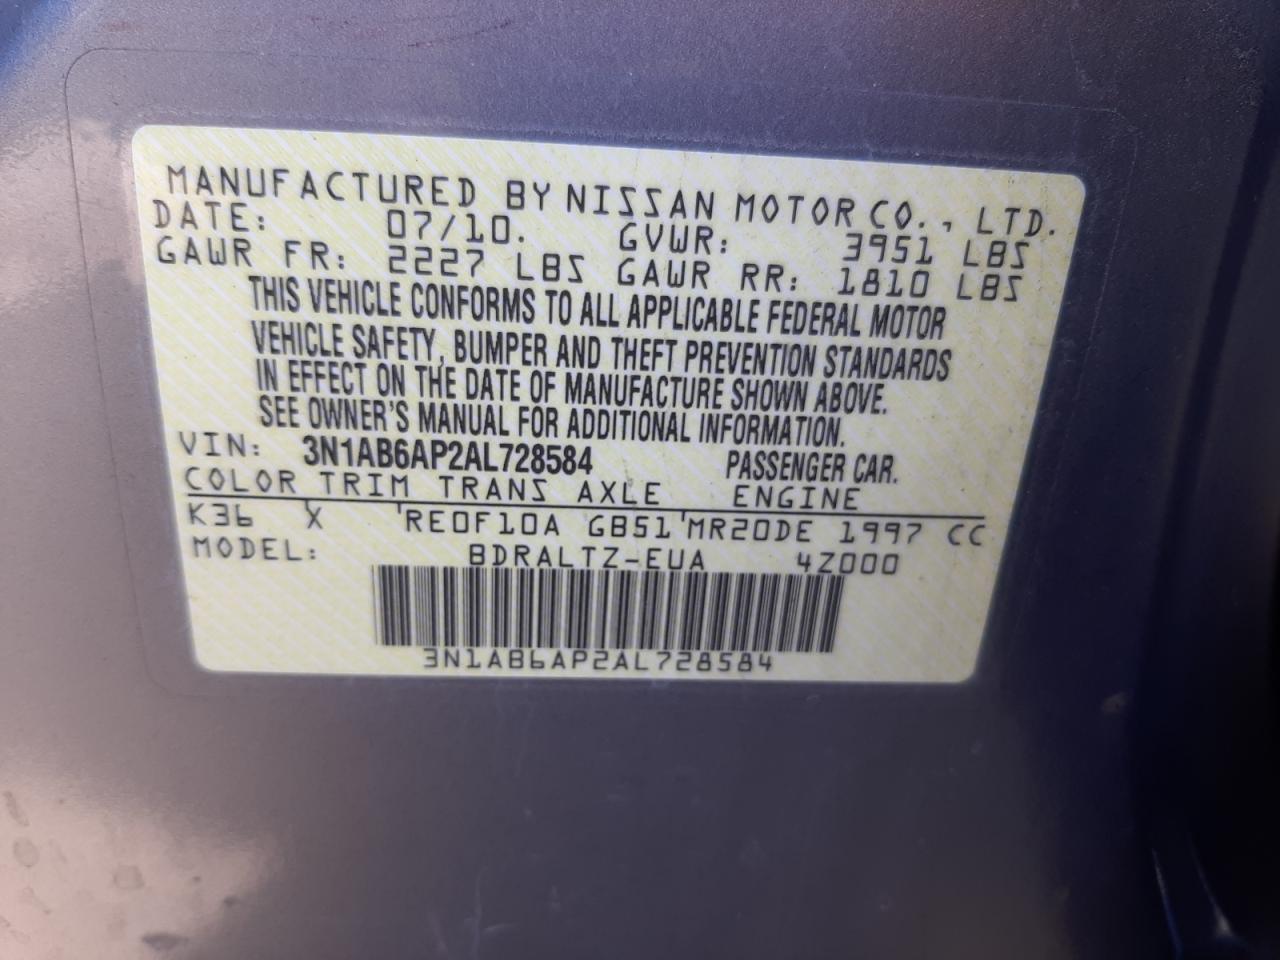 MANUFACTURED BY NISSAN MOTOR CO., LTD.
DATE: 07/10. GVWR: 3951 LBS
GAWR FR: 2227 LBS GAWR RR: 1810 LBS
THIS VEHICLE CONFORMS TO ALL APPLICABLE FEDERAL MOTOR
VEHICLE SAFETY, BUMPER AND THEFT PREVENTION STANDARDS
IN EFFECT ON THE DATE OF MANUFACTURE SHOWN ABOVE.
SEE OWNER'S MANUAL FOR ADDITIONAL INFORMATION.
VIN: 3N1AB6AP2AL728584 PASSENGER CAR.
COLOR TRIM TRANS AXLE ENGINE
K36 X 'RE0F10A GB51'MR20DE 1997 CC
MODEL: BDRALTZ-EUA 4Z000
3N1AB6AP2AL728584